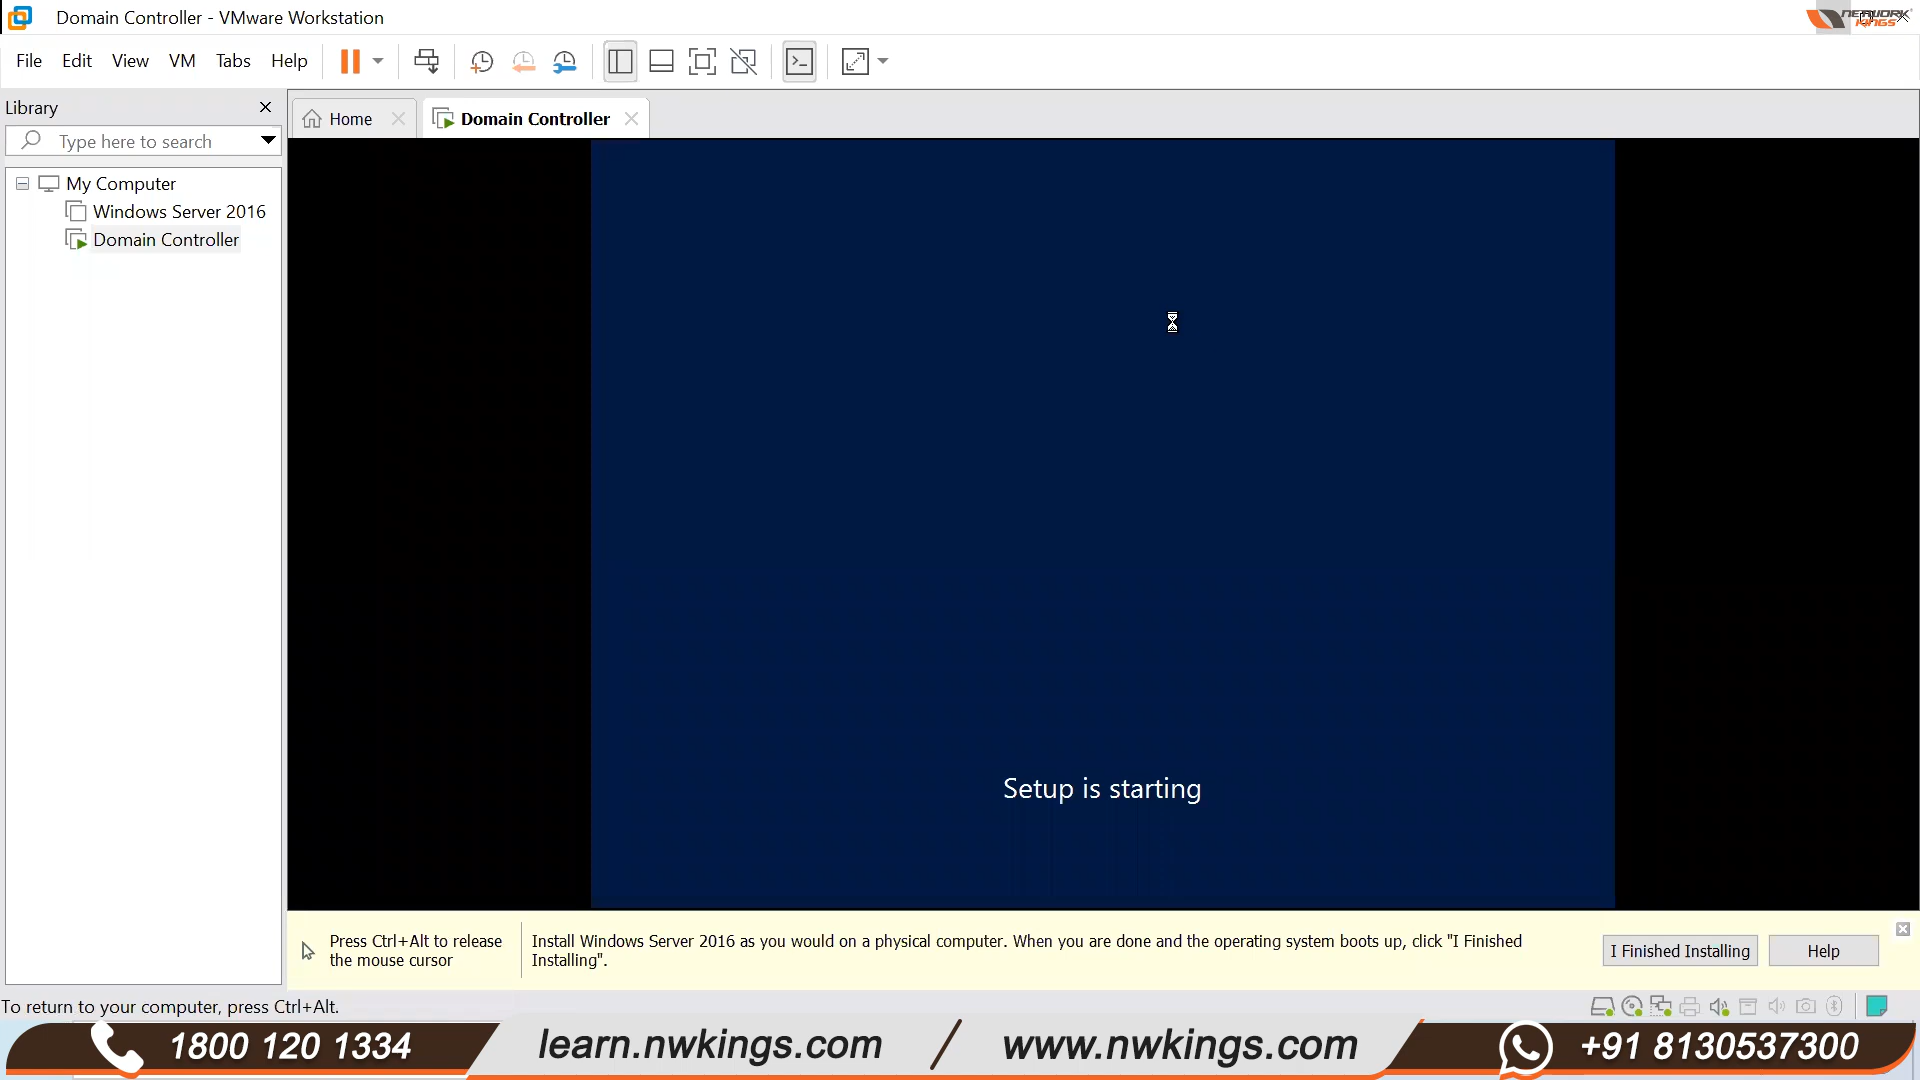 Domain Controller - VMware Workstation
NETWORK
KINGS
File Edit View VM Tabs Help
Library
Home
Domain Controller
Type here to search
My Computer
Windows Server 2016
Domain Controller
Setup is starting
Press Ctrl+Alt to release
the mouse cursor
Install Windows Server 2016 as you would on a physical computer. When you are done and the operating system boots up, click "I Finished
Installing".
I Finished Installing
Help
To return to your computer, press Ctrl+Alt.
1800 120 1334
learn.nwkings.com / www.nwkings.com
+91 8130537300